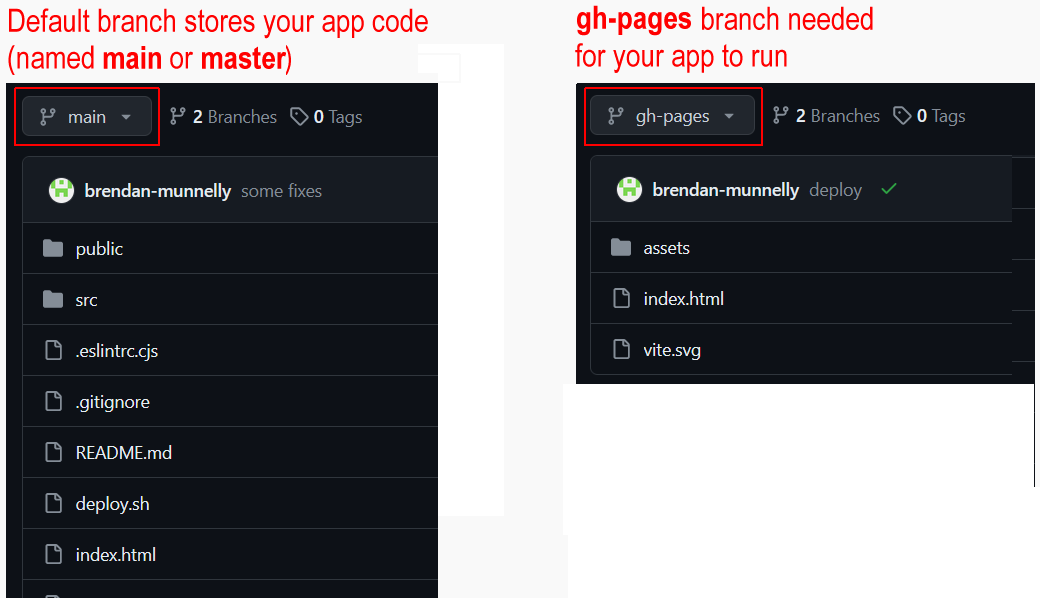 Default branch stores your app code
(named main or master)
main
2 Branches
0 Tags
brendan-munnelly some fixes
public
src
.eslintrc.cjs
.gitignore
README.md
deploy.sh
index.html
gh-pages branch needed
for your app to run
gh-pages
2 Branches
0 Tags
brendan-munnelly deploy
assets
index.html
vite.svg